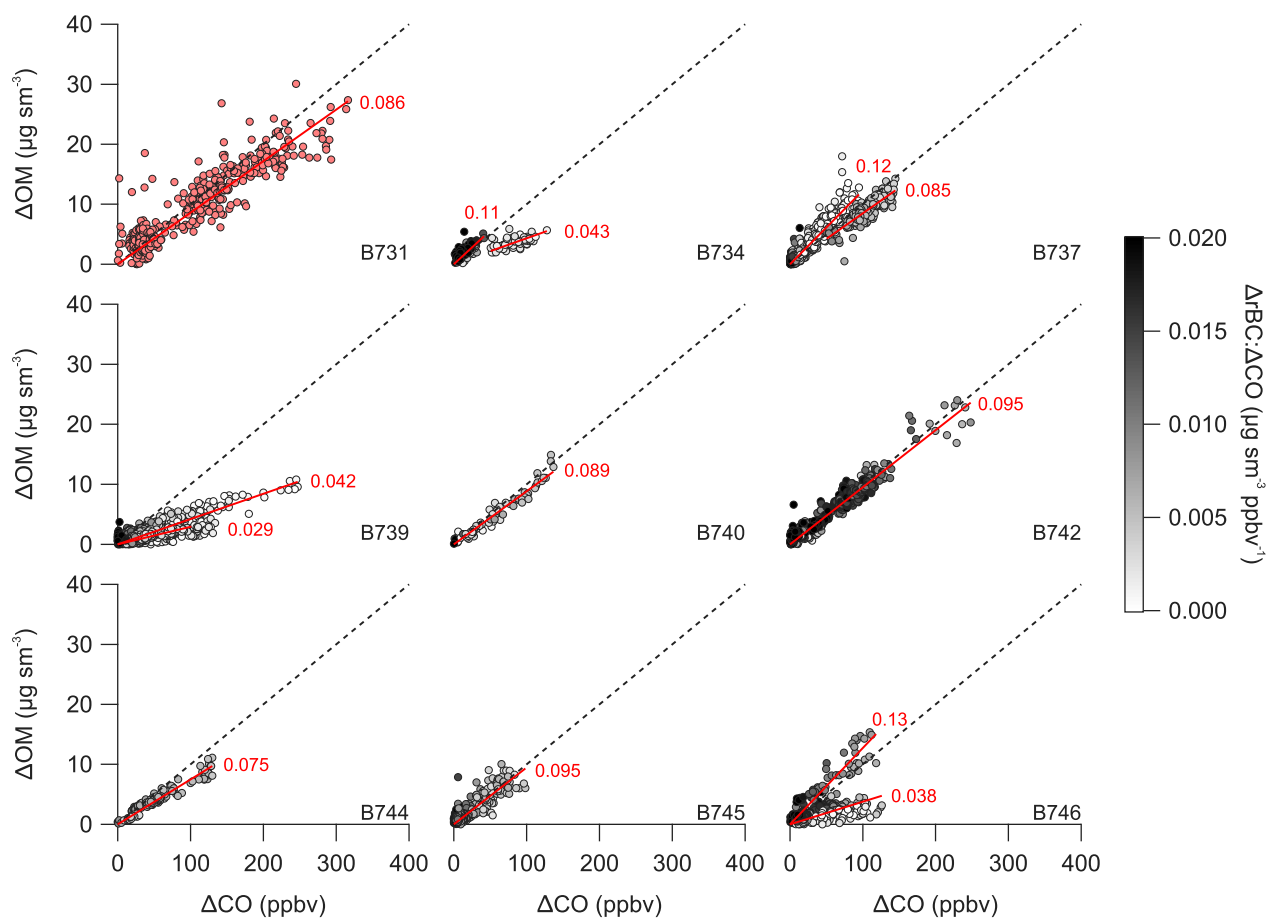 40
30
20
10
0
ΔOM (µg sm⁻³)
0.086
B731
0.11
0.043
B734
0.12
0.085
B737
40
30
20
10
0
ΔOM (µg sm⁻³)
0.042
0.029
B739
0.089
B740
0.095
B742
40
30
20
10
0
ΔOM (µg sm⁻³)
0.075
B744
0.095
B745
0.13
0.038
B746
0 100 200 300 400
0 100 200 300 400
0 100 200 300 400
ΔCO (ppbv)
ΔCO (ppbv)
ΔCO (ppbv)
0.020
0.015
0.010
0.005
0.000
ΔrBC:ΔCO (µg sm⁻³ ppbv⁻¹)